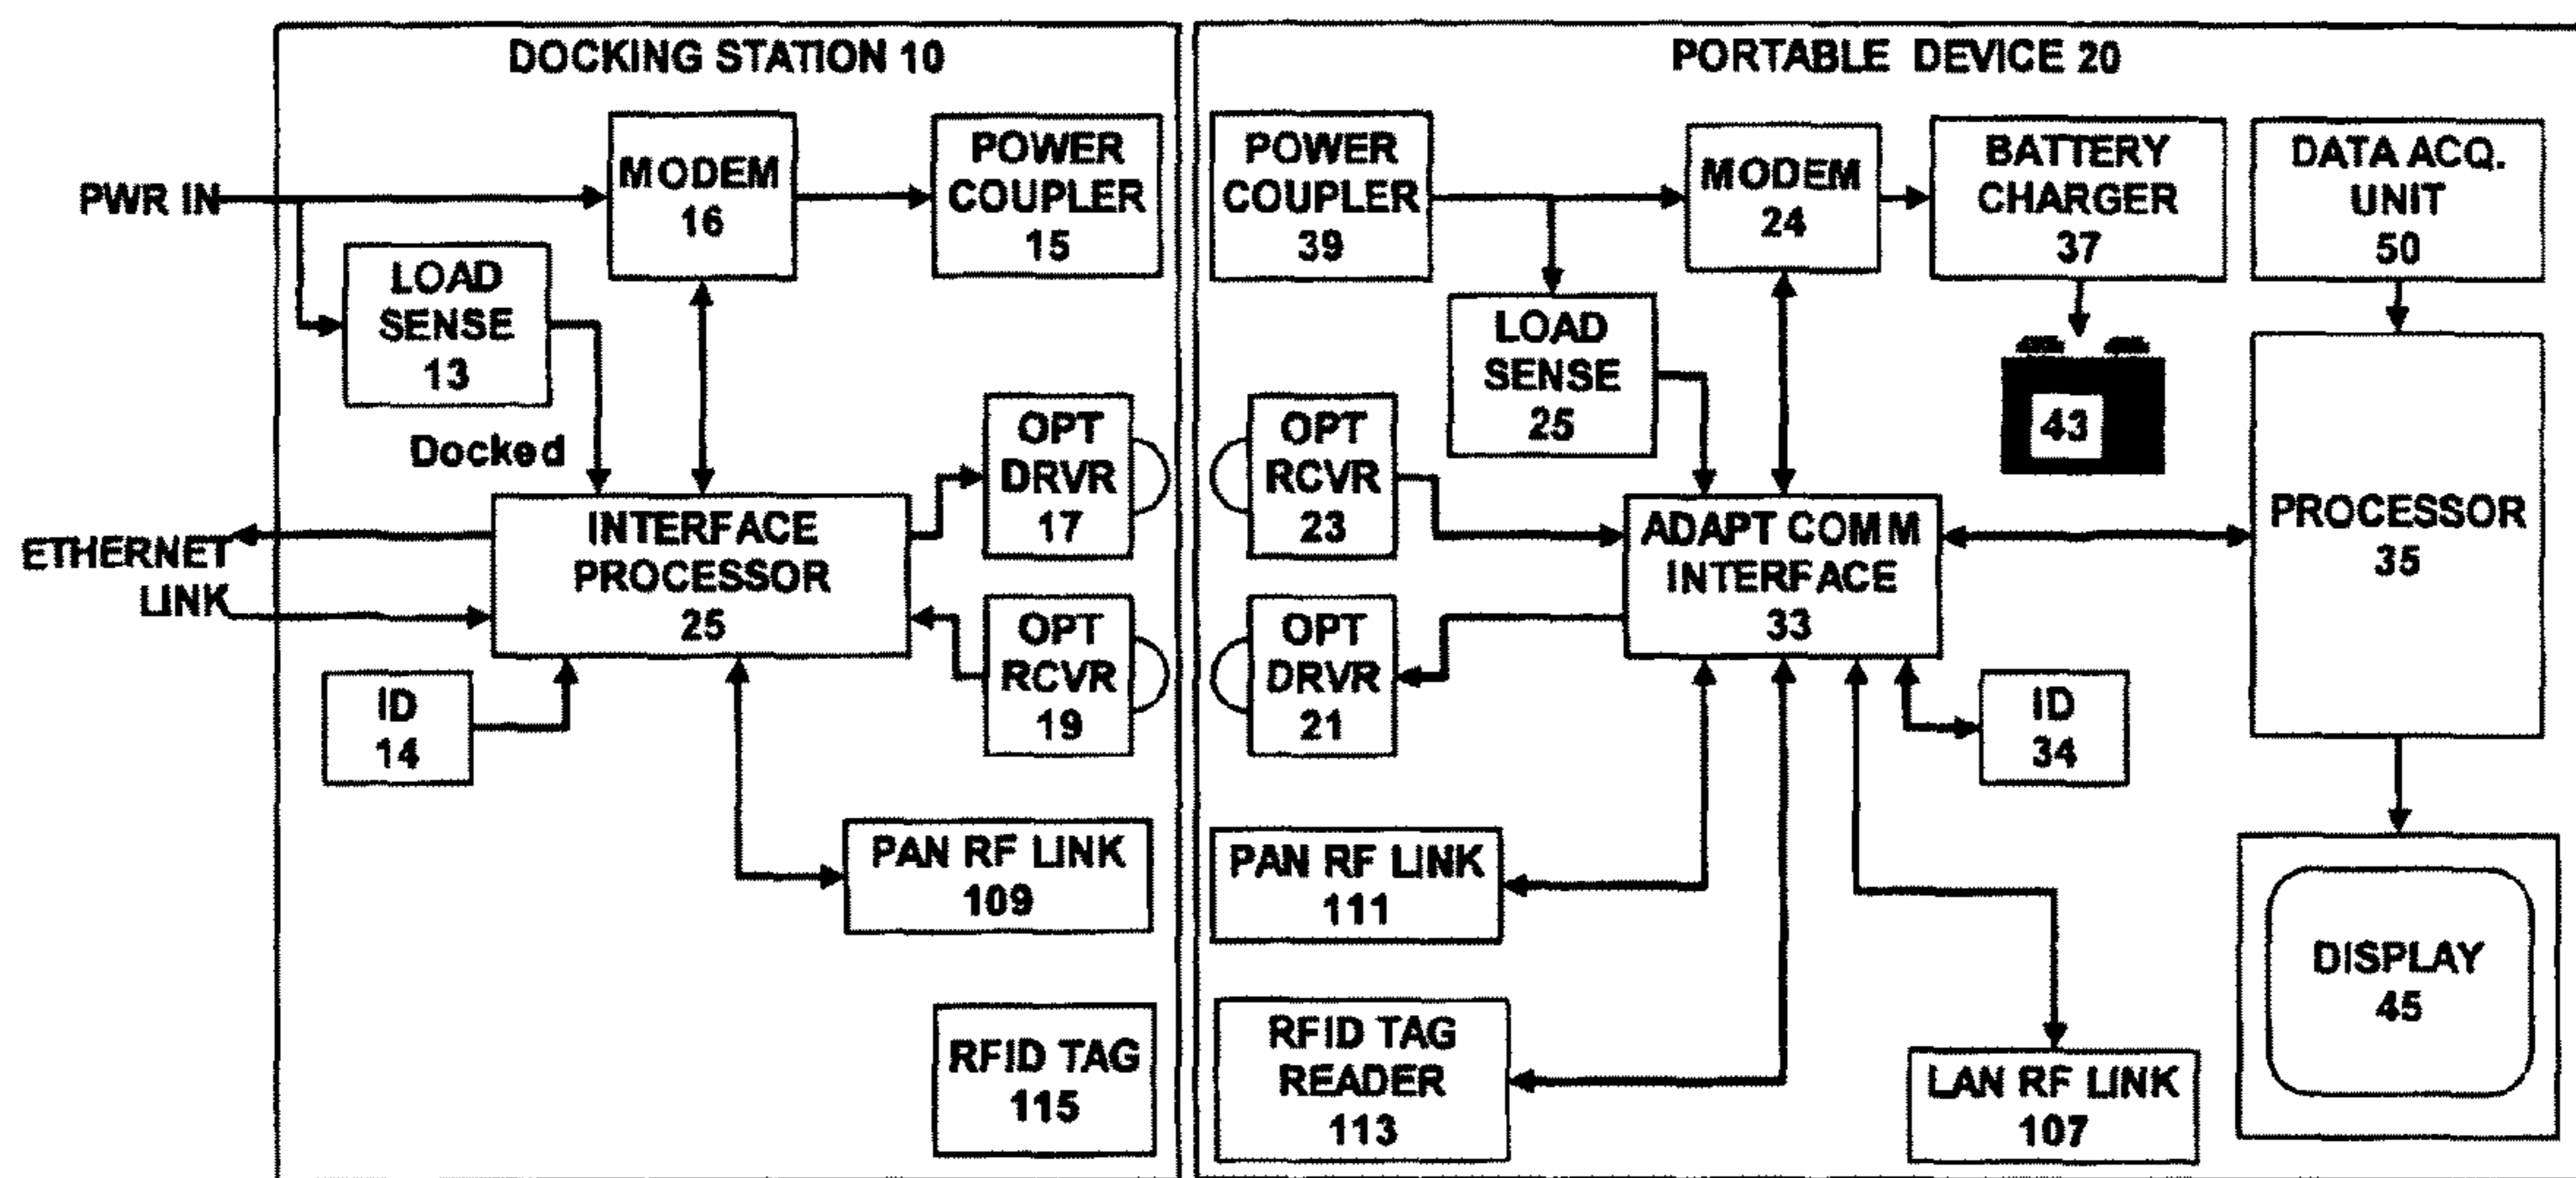 DOCKING STATION 10
PWR IN
MODEM
16
POWER
COUPLER
15
LOAD
SENSE
13
Docked
OPT
DRVR
17
ETHERNET
LINK
INTERFACE
PROCESSOR
25
OPT
RCVR
19
ID
14
PAN RF LINK
109
RFID TAG
115
PORTABLE DEVICE 20
POWER
COUPLER
39
MODEM
24
BATTERY
CHARGER
37
DATA ACQ.
UNIT
50
LOAD
SENSE
25
43
OPT
RCVR
23
ADAPT COMM
INTERFACE
33
PROCESSOR
35
OPT
DRVR
21
ID
34
PAN RF LINK
111
RFID TAG
READER
113
LAN RF LINK
107
DISPLAY
45